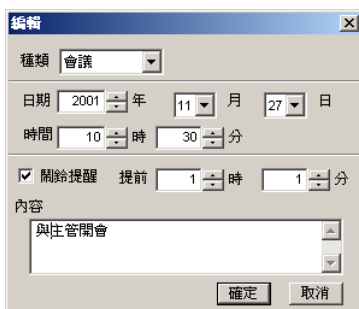 編輯
種類 會議
日期 2001 年 11 月 27 日
時間 10 時 30 分
鬧鈴提醒 提前 1 時 1 分
內容
與主管開會
確定 取消